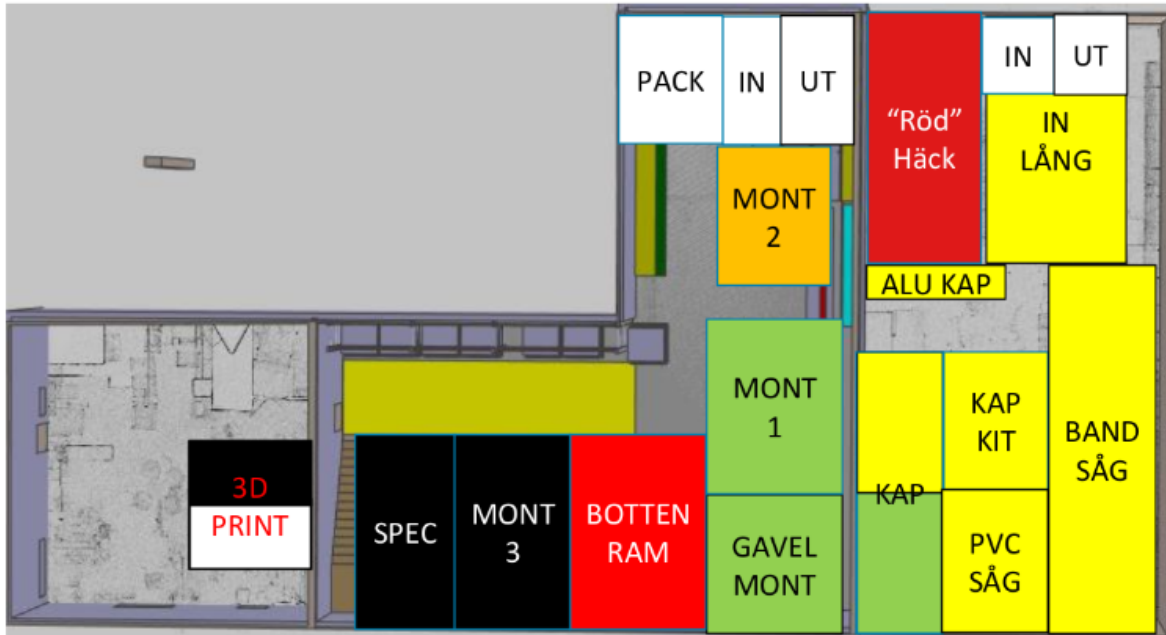 PACK
IN
UT
"Röd"
Häck
IN
UT
IN
LÅNG
MONT
2
ALU KAP
MONT
1
KAP
KIT
BAND
SÅG
KAP
3D
PRINT
SPEC
MONT
3
BOTTEN
RAM
GAVEL
MONT
PVC
SÅG